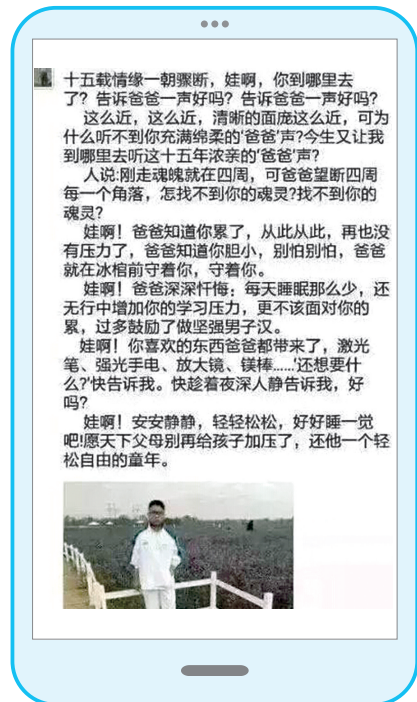 十五载情缘一朝骤断，娃啊，你到哪里去
了？告诉爸爸一声好吗？告诉爸爸一声好吗？
这么近，这么近，清晰的面庞这么近，可为
什么听不到你充满绵柔的‘爸爸’声?今生又让我
到哪里去听这十五年浓亲的‘爸爸’声?
人说:刚走魂魄就在四周，可爸爸望断四周
每一个角落，怎找不到你的魂灵?找不到你的
魂灵?
娃啊！爸爸知道你累了，从此从此，再也没
有压力了，爸爸知道你胆小，别怕别怕，爸爸
就在冰棺前守着你，守着你。
娃啊！爸爸深深忏悔；每天睡眠那么少，还
无行中增加你的学习压力，更不该面对你的
累，过多鼓励了做坚强男子汉。
娃啊！你喜欢的东西爸爸都带来了，激光
笔、强光手电、放大镜、镁棒……‘还想要什
么?’快告诉我。快趁着夜深人静告诉我，好
吗?
娃啊！安安静静，轻轻松松，好好睡一觉
吧!愿天下父母别再给孩子加压了，还他一个轻
松自由的童年。